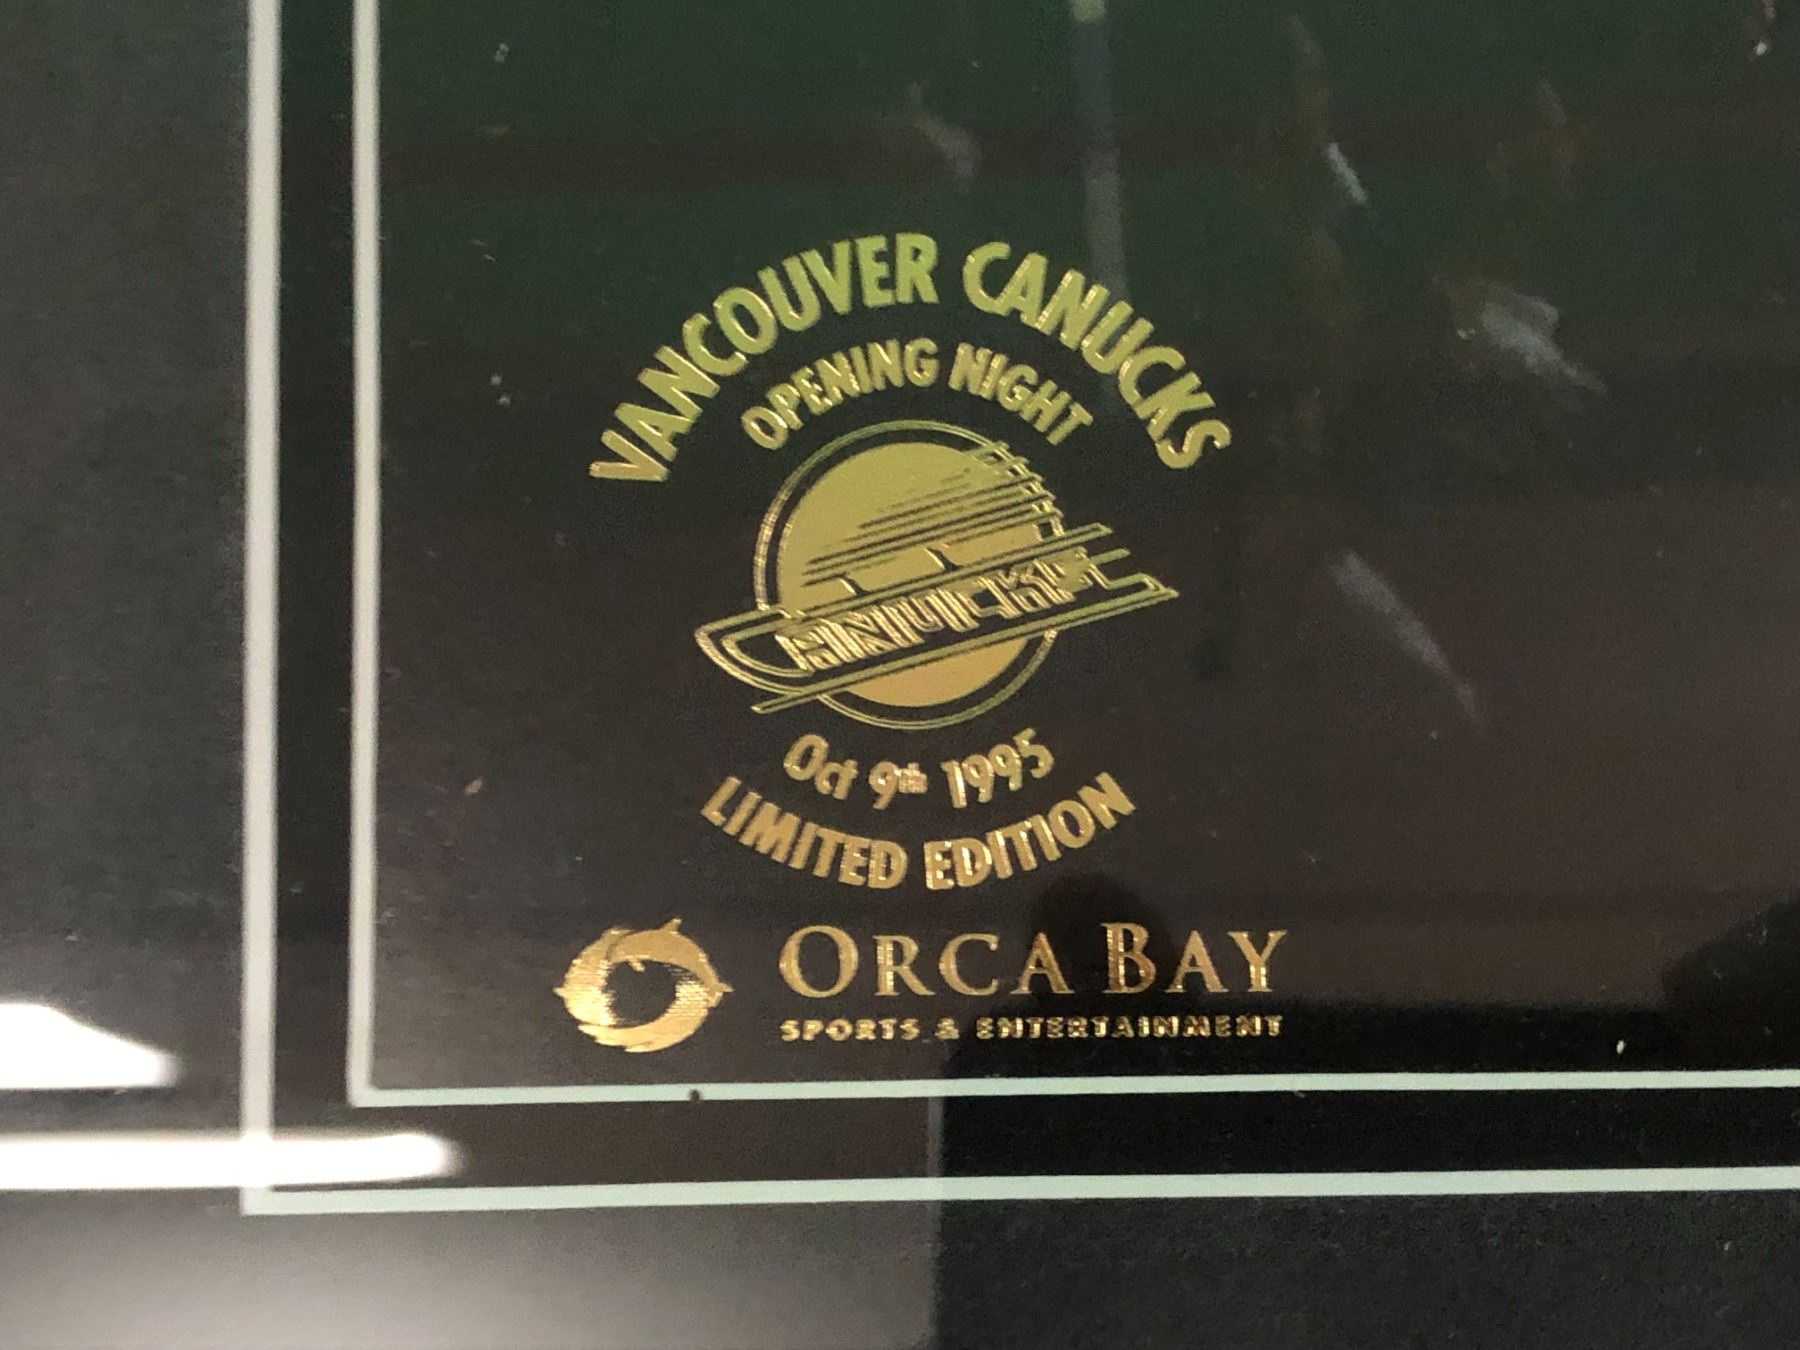 VANCOUVER CANUCKS
OPENING NIGHT
CANUCKS
Oct 9th 1995
LIMITED EDITION
ORCA BAY
SPORTS & ENTERTAINMENT